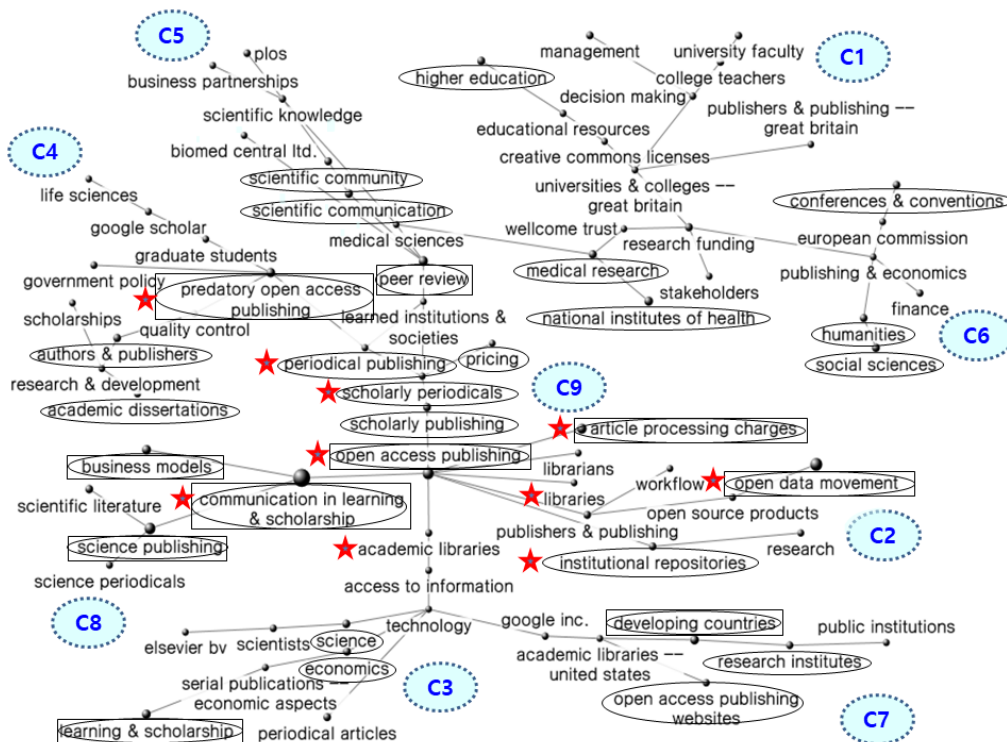 C5
plos
management
university faculty
C1
business partnerships
higher education
college teachers
decision making
publishers & publishing --
great britain
scientific knowledge
educational resources
C4
biomed central ltd.
creative commons licenses
life sciences
scientific community
universities & colleges --
great britain
conferences & conventions
google scholar
scientific communication
wellcome trust
research funding
european commission
graduate students
medical sciences
government policy
predatory open access
publishing
peer review
medical research
publishing & economics
stakeholders
finance
scholarships
quality control
learned institutions &
societies
national institutes of health
humanities
C6
authors & publishers
periodical publishing
pricing
social sciences
research & development
scholarly periodicals
C9
academic dissertations
scholarly publishing
article processing charges
business models
open access publishing
librarians
workflow
open data movement
scientific literature
communication in learning
& scholarship
libraries
open source products
science publishing
academic libraries
publishers & publishing
research
C2
institutional repositories
science periodicals
access to information
C8
elsevier bv
scientists
science
technology
google inc.
developing countries
public institutions
economics
academic libraries --
united states
research institutes
serial publications --
economic aspects
C3
open access publishing
websites
C7
learning & scholarship
periodical articles